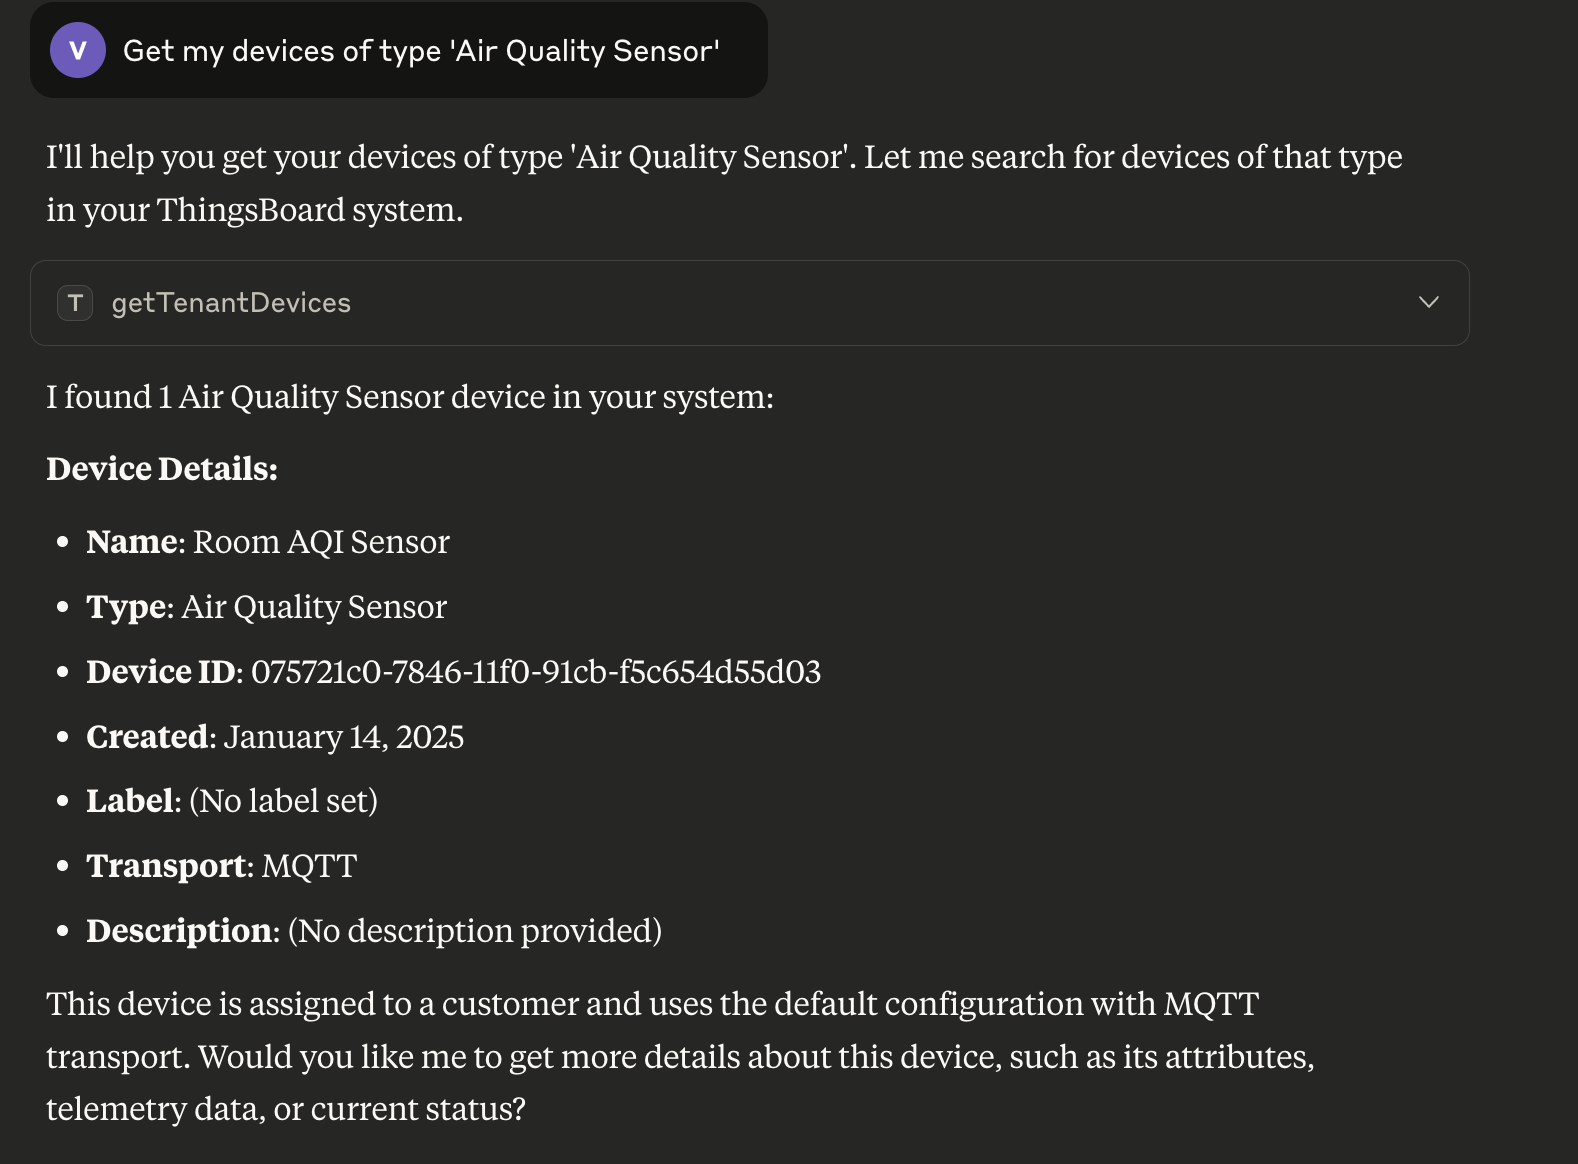 V Get my devices of type 'Air Quality Sensor'
I'll help you get your devices of type 'Air Quality Sensor'. Let me search for devices of that type
in your ThingsBoard system.
T getTenantDevices
I found 1 Air Quality Sensor device in your system:
Device Details:
• Name: Room AQI Sensor
• Type: Air Quality Sensor
• Device ID: 075721c0-7846-11f0-91cb-f5c654d55d03
• Created: January 14, 2025
• Label: (No label set)
• Transport: MQTT
• Description: (No description provided)
This device is assigned to a customer and uses the default configuration with MQTT
transport. Would you like me to get more details about this device, such as its attributes,
telemetry data, or current status?